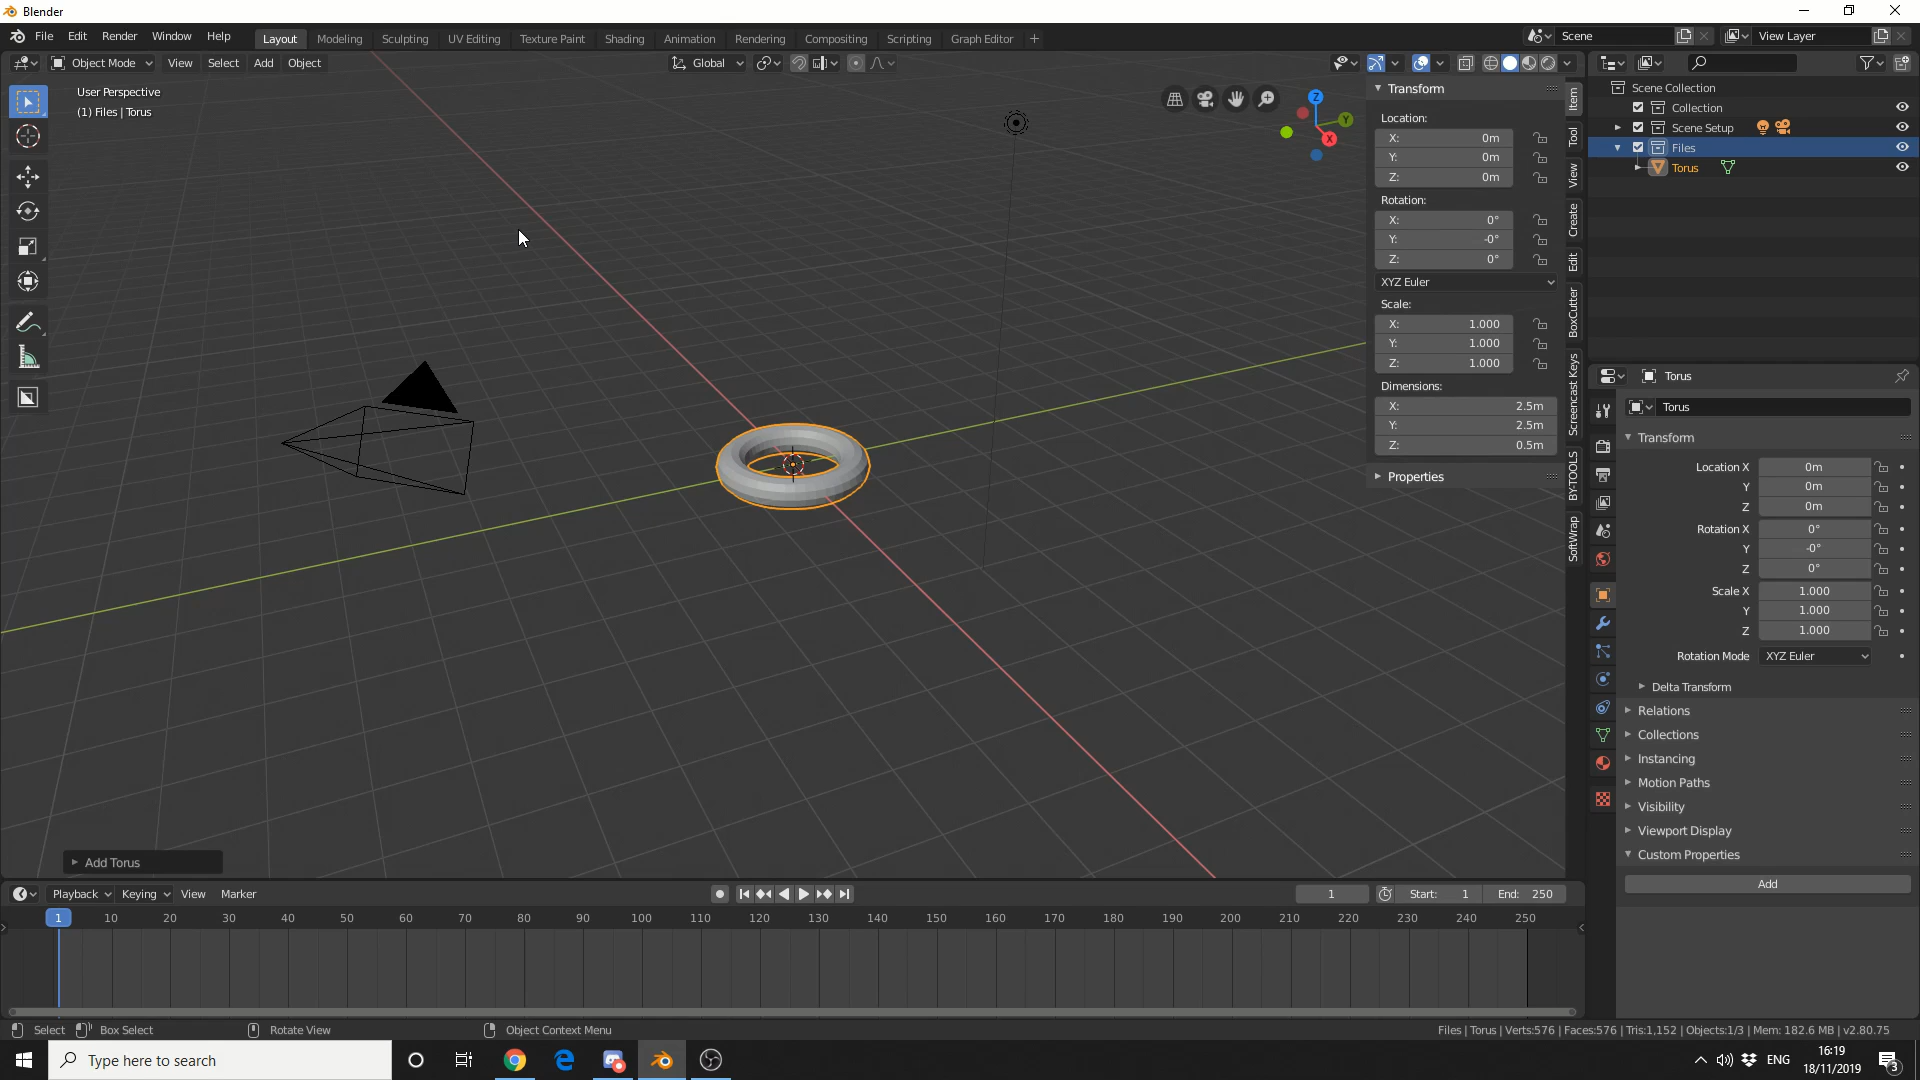 Blender
File Edit Render Window Help Layout Modeling Sculpting UV Editing Texture Paint Shading Animation Rendering Compositing Scripting Graph Editor + Scene View Layer
Object Mode View Select Add Object Global
User Perspective
(1) Files | Torus
Z
Y
X
Transform
Location:
X: 0m
Y: 0m
Z: 0m
Rotation:
X: 0°
Y: -0°
Z: 0°
XYZ Euler
Scale:
X: 1.000
Y: 1.000
Z: 1.000
Dimensions:
X: 2.5m
Y: 2.5m
Z: 0.5m
Properties
Item
Tool
View
Create
Edit
BoxCutter
Screencast Keys
BY-TOOLS
SoftWrap
Scene Collection
Collection
Scene Setup
Files
Torus
Torus
Torus
Transform
Location X 0m
Y 0m
Z 0m
Rotation X 0°
Y -0°
Z 0°
Scale X 1.000
Y 1.000
Z 1.000
Rotation Mode XYZ Euler
Delta Transform
Relations
Collections
Instancing
Motion Paths
Visibility
Viewport Display
Custom Properties
Add
Add Torus
Playback Keying View Marker 1 Start: 1 End: 250
1 10 20 30 40 50 60 70 80 90 100 110 120 130 140 150 160 170 180 190 200 210 220 230 240 250
Select Box Select Rotate View Object Context Menu Files | Torus | Verts:576 | Faces:576 | Tris:1,152 | Objects:1/3 | Mem: 182.6 MB | v2.80.75
Type here to search ENG 16:19
18/11/2019 3